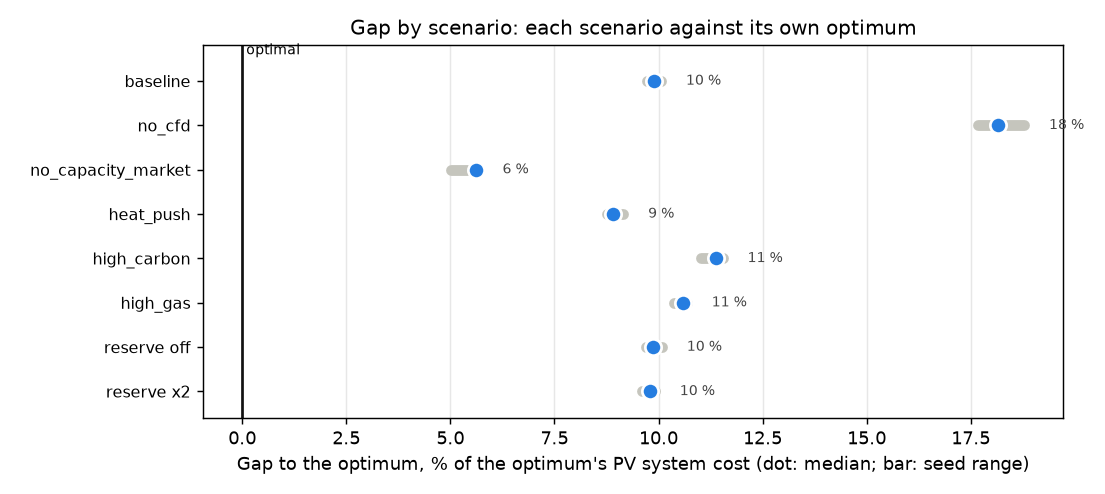 Gap by scenario: each scenario against its own optimum
optimal
baseline
10 %
no_cfd
18 %
no_capacity_market
6 %
heat_push
9 %
high_carbon
11 %
high_gas
11 %
reserve off
10 %
reserve x2
10 %
0.0 2.5 5.0 7.5 10.0 12.5 15.0 17.5
Gap to the optimum, % of the optimum's PV system cost (dot: median; bar: seed range)